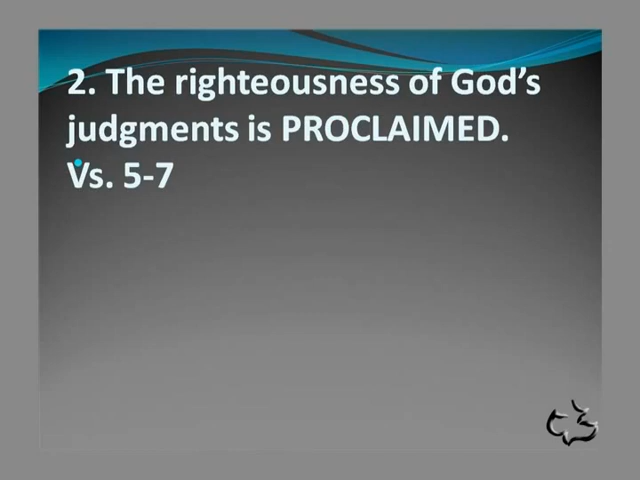 2. The righteousness of God’s
judgments is PROCLAIMED.
Vs. 5-7